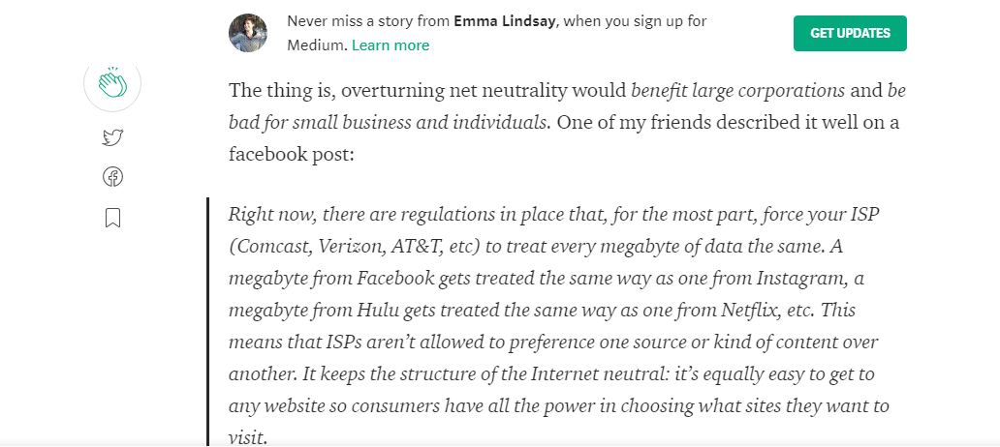 Never miss a story from Emma Lindsay, when you sign up for
Medium. Learn more
GET UPDATES
The thing is, overturning net neutrality would benefit large corporations and be
bad for small business and individuals. One of my friends described it well on a
facebook post:
Right now, there are regulations in place that, for the most part, force your ISP
(Comcast, Verizon, AT&T, etc) to treat every megabyte of data the same. A
megabyte from Facebook gets treated the same way as one from Instagram, a
megabyte from Hulu gets treated the same way as one from Netflix, etc. This
means that ISPs aren’t allowed to preference one source or kind of content over
another. It keeps the structure of the Internet neutral: it’s equally easy to get to
any website so consumers have all the power in choosing what sites they want to
visit.